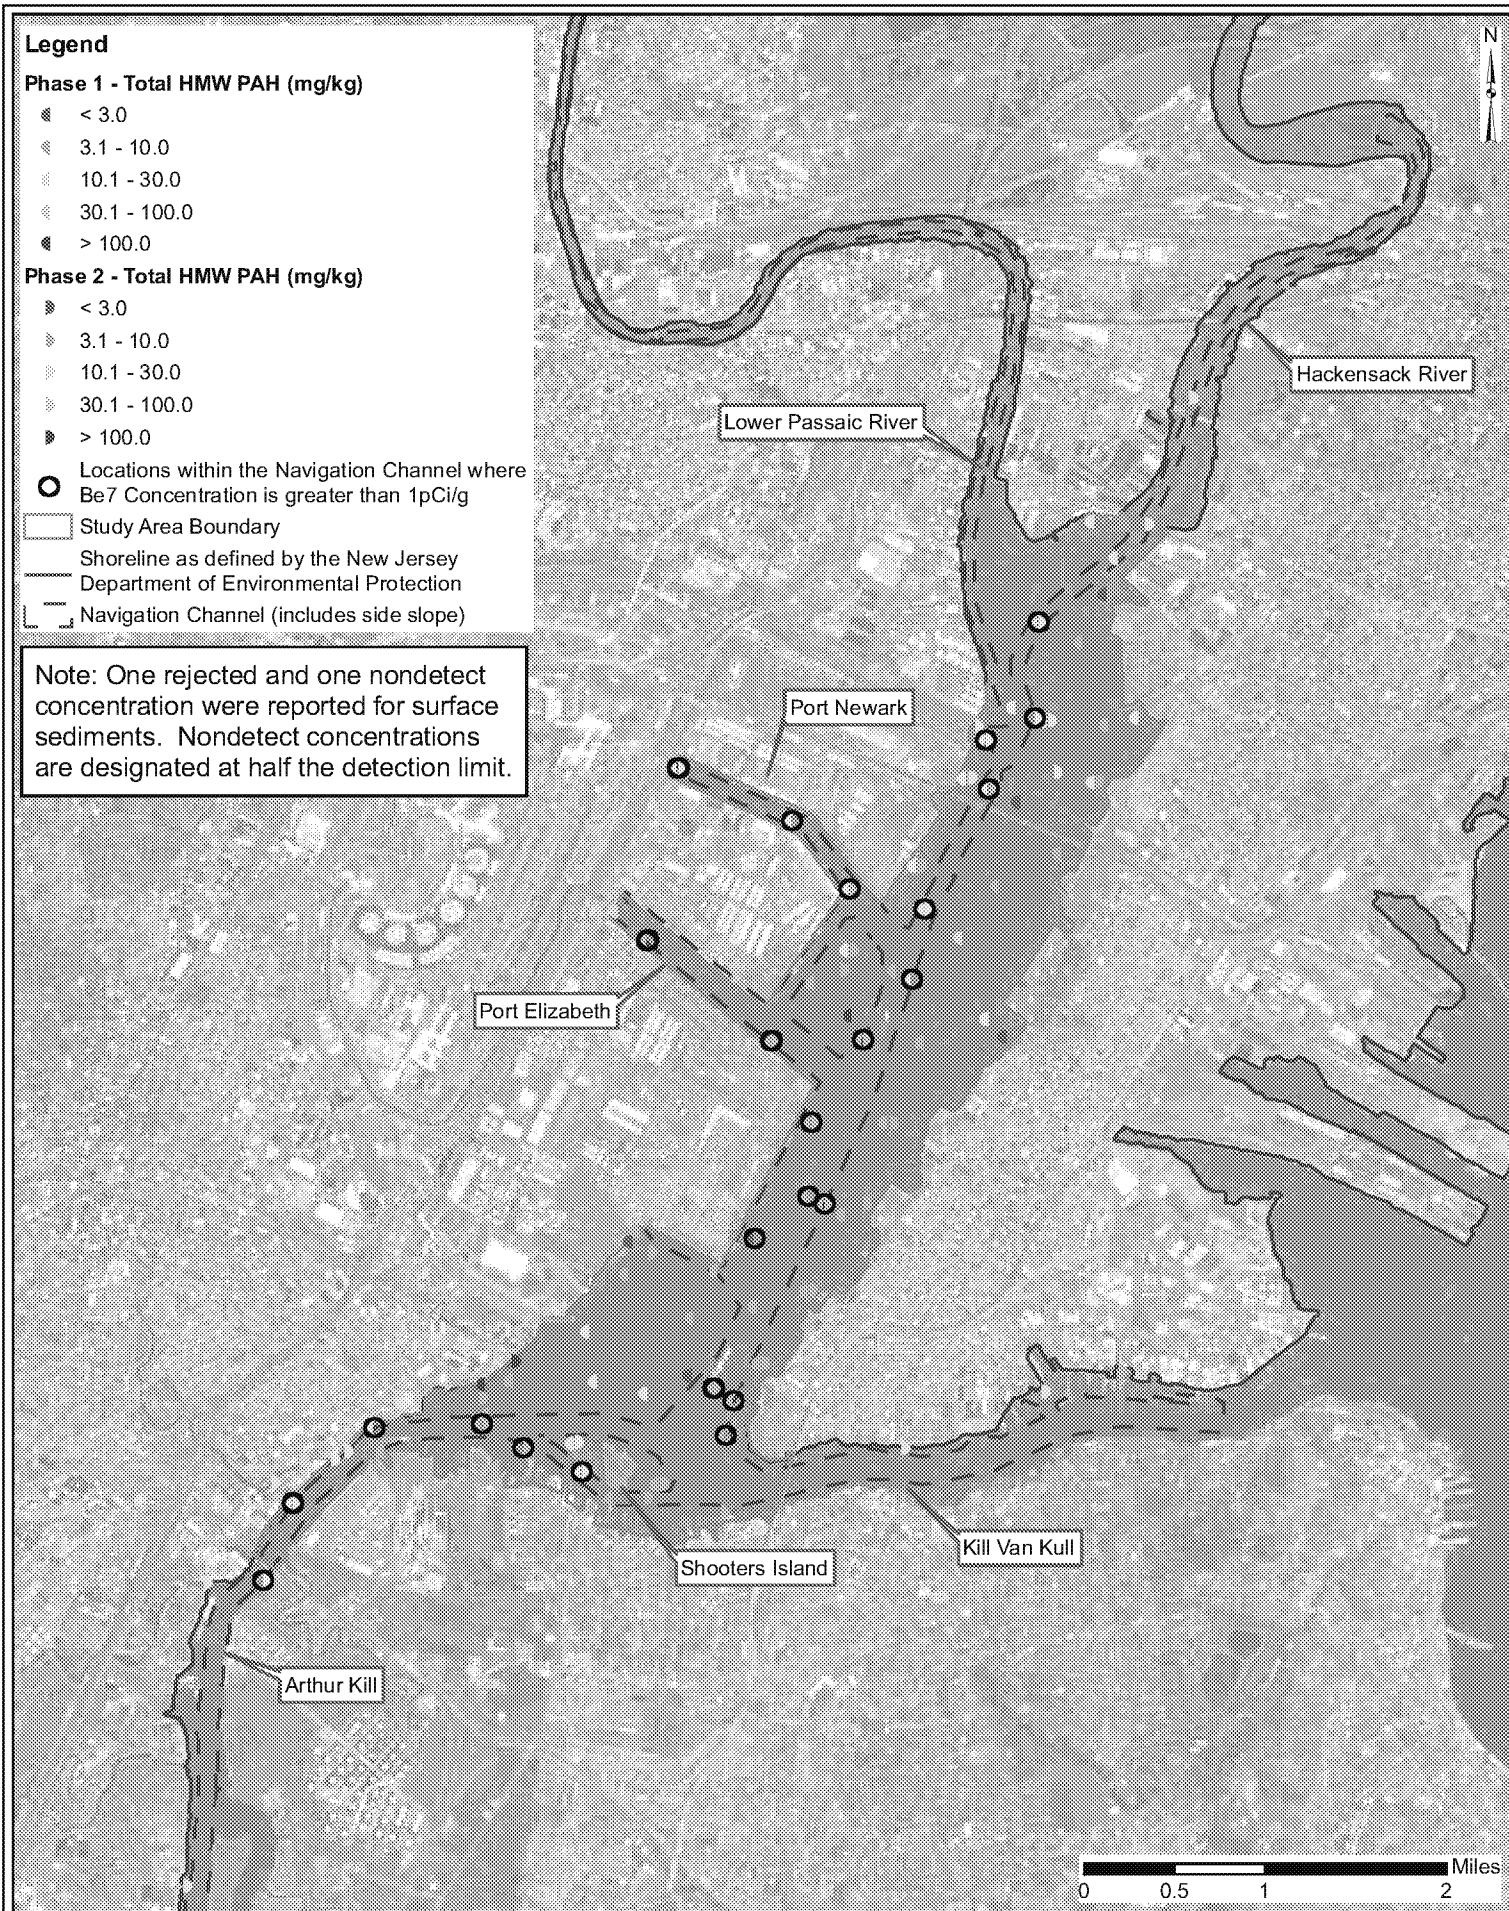 Legend
Phase 1 - Total HMW PAH (mg/kg)
< 3.0
3.1 - 10.0
10.1 - 30.0
30.1 - 100.0
> 100.0
Phase 2 - Total HMW PAH (mg/kg)
< 3.0
3.1 - 10.0
10.1 - 30.0
30.1 - 100.0
> 100.0
Locations within the Navigation Channel where
Be7 Concentration is greater than 1pCi/g
Study Area Boundary
Shoreline as defined by the New Jersey
Department of Environmental Protection
Navigation Channel (includes side slope)
Note: One rejected and one nondetect
concentration were reported for surface
sediments. Nondetect concentrations
are designated at half the detection limit.
N
Hackensack River
Lower Passaic River
Port Newark
Port Elizabeth
Kill Van Kull
Shooters Island
Arthur Kill
Miles
0 0.5 1 2